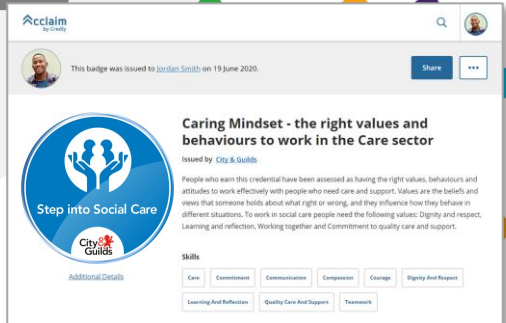 Acclaim
by Credly
This badge was issued to Jordan Smith on 19 June 2020.
Share
Caring Mindset - the right values and
behaviours to work in the Care sector
Issued by City & Guilds
People who earn this credential have been assessed as having the right values, behaviours and
attitudes to work effectively with people who need care and support. Values are the beliefs and
views that someone holds about what right or wrong, and they influence how they behave in
different situations. To work in social care people need the following values: Dignity and respect,
Learning and reflection, Working together and Commitment to quality care and support.
Step into Social Care
City &
Guilds
Additional Details
Skills
Care Commitment Communication Compassion Courage Dignity And Respect
Learning And Reflection Quality Care And Support Teamwork